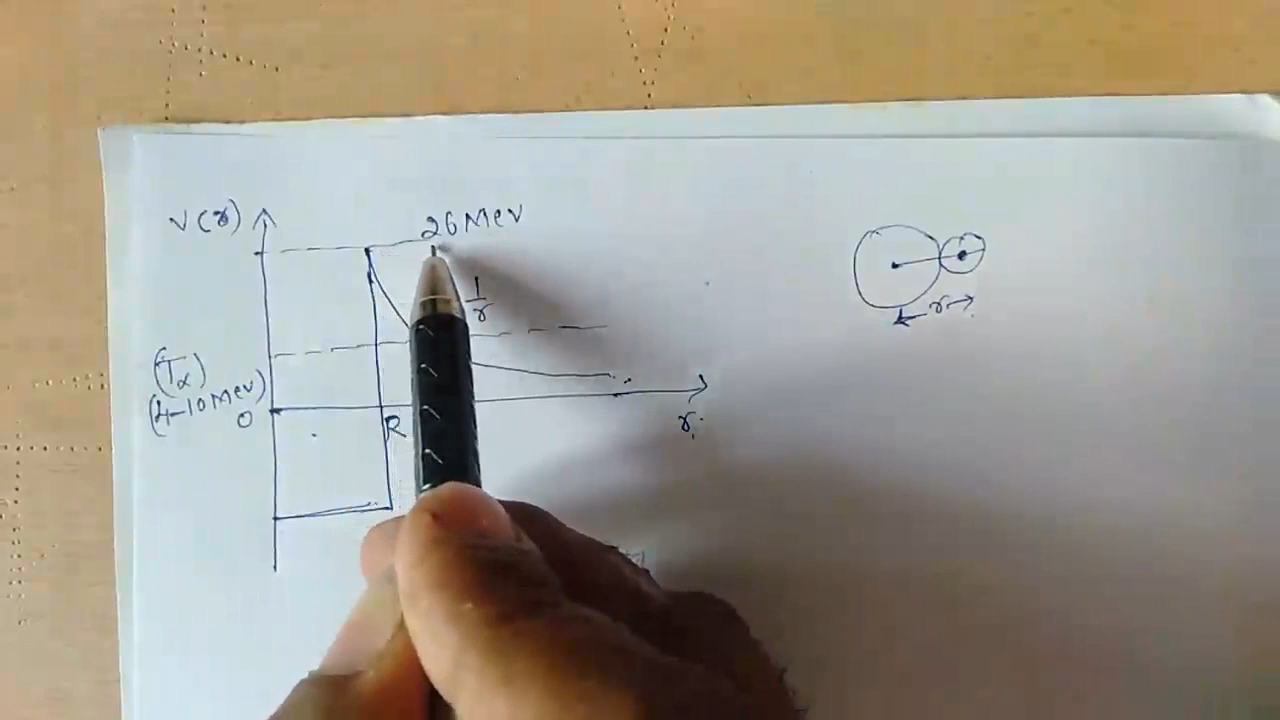 V(r)
26 MeV
1/r
(Tα)
(4-10 MeV)
0
R
r
r